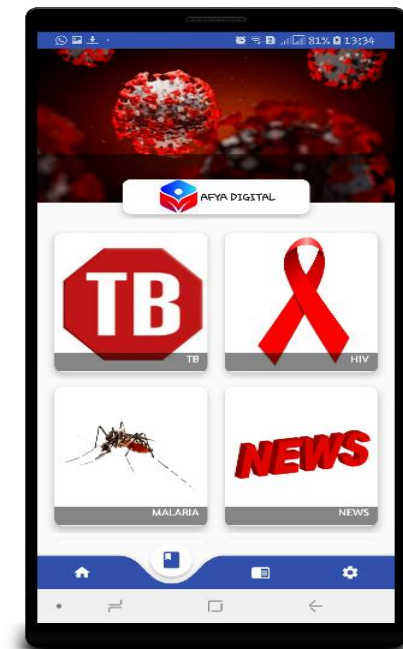 81% 13:34
AFYA DIGITAL
TB
TB
HIV
NEWS
MALARIA
NEWS